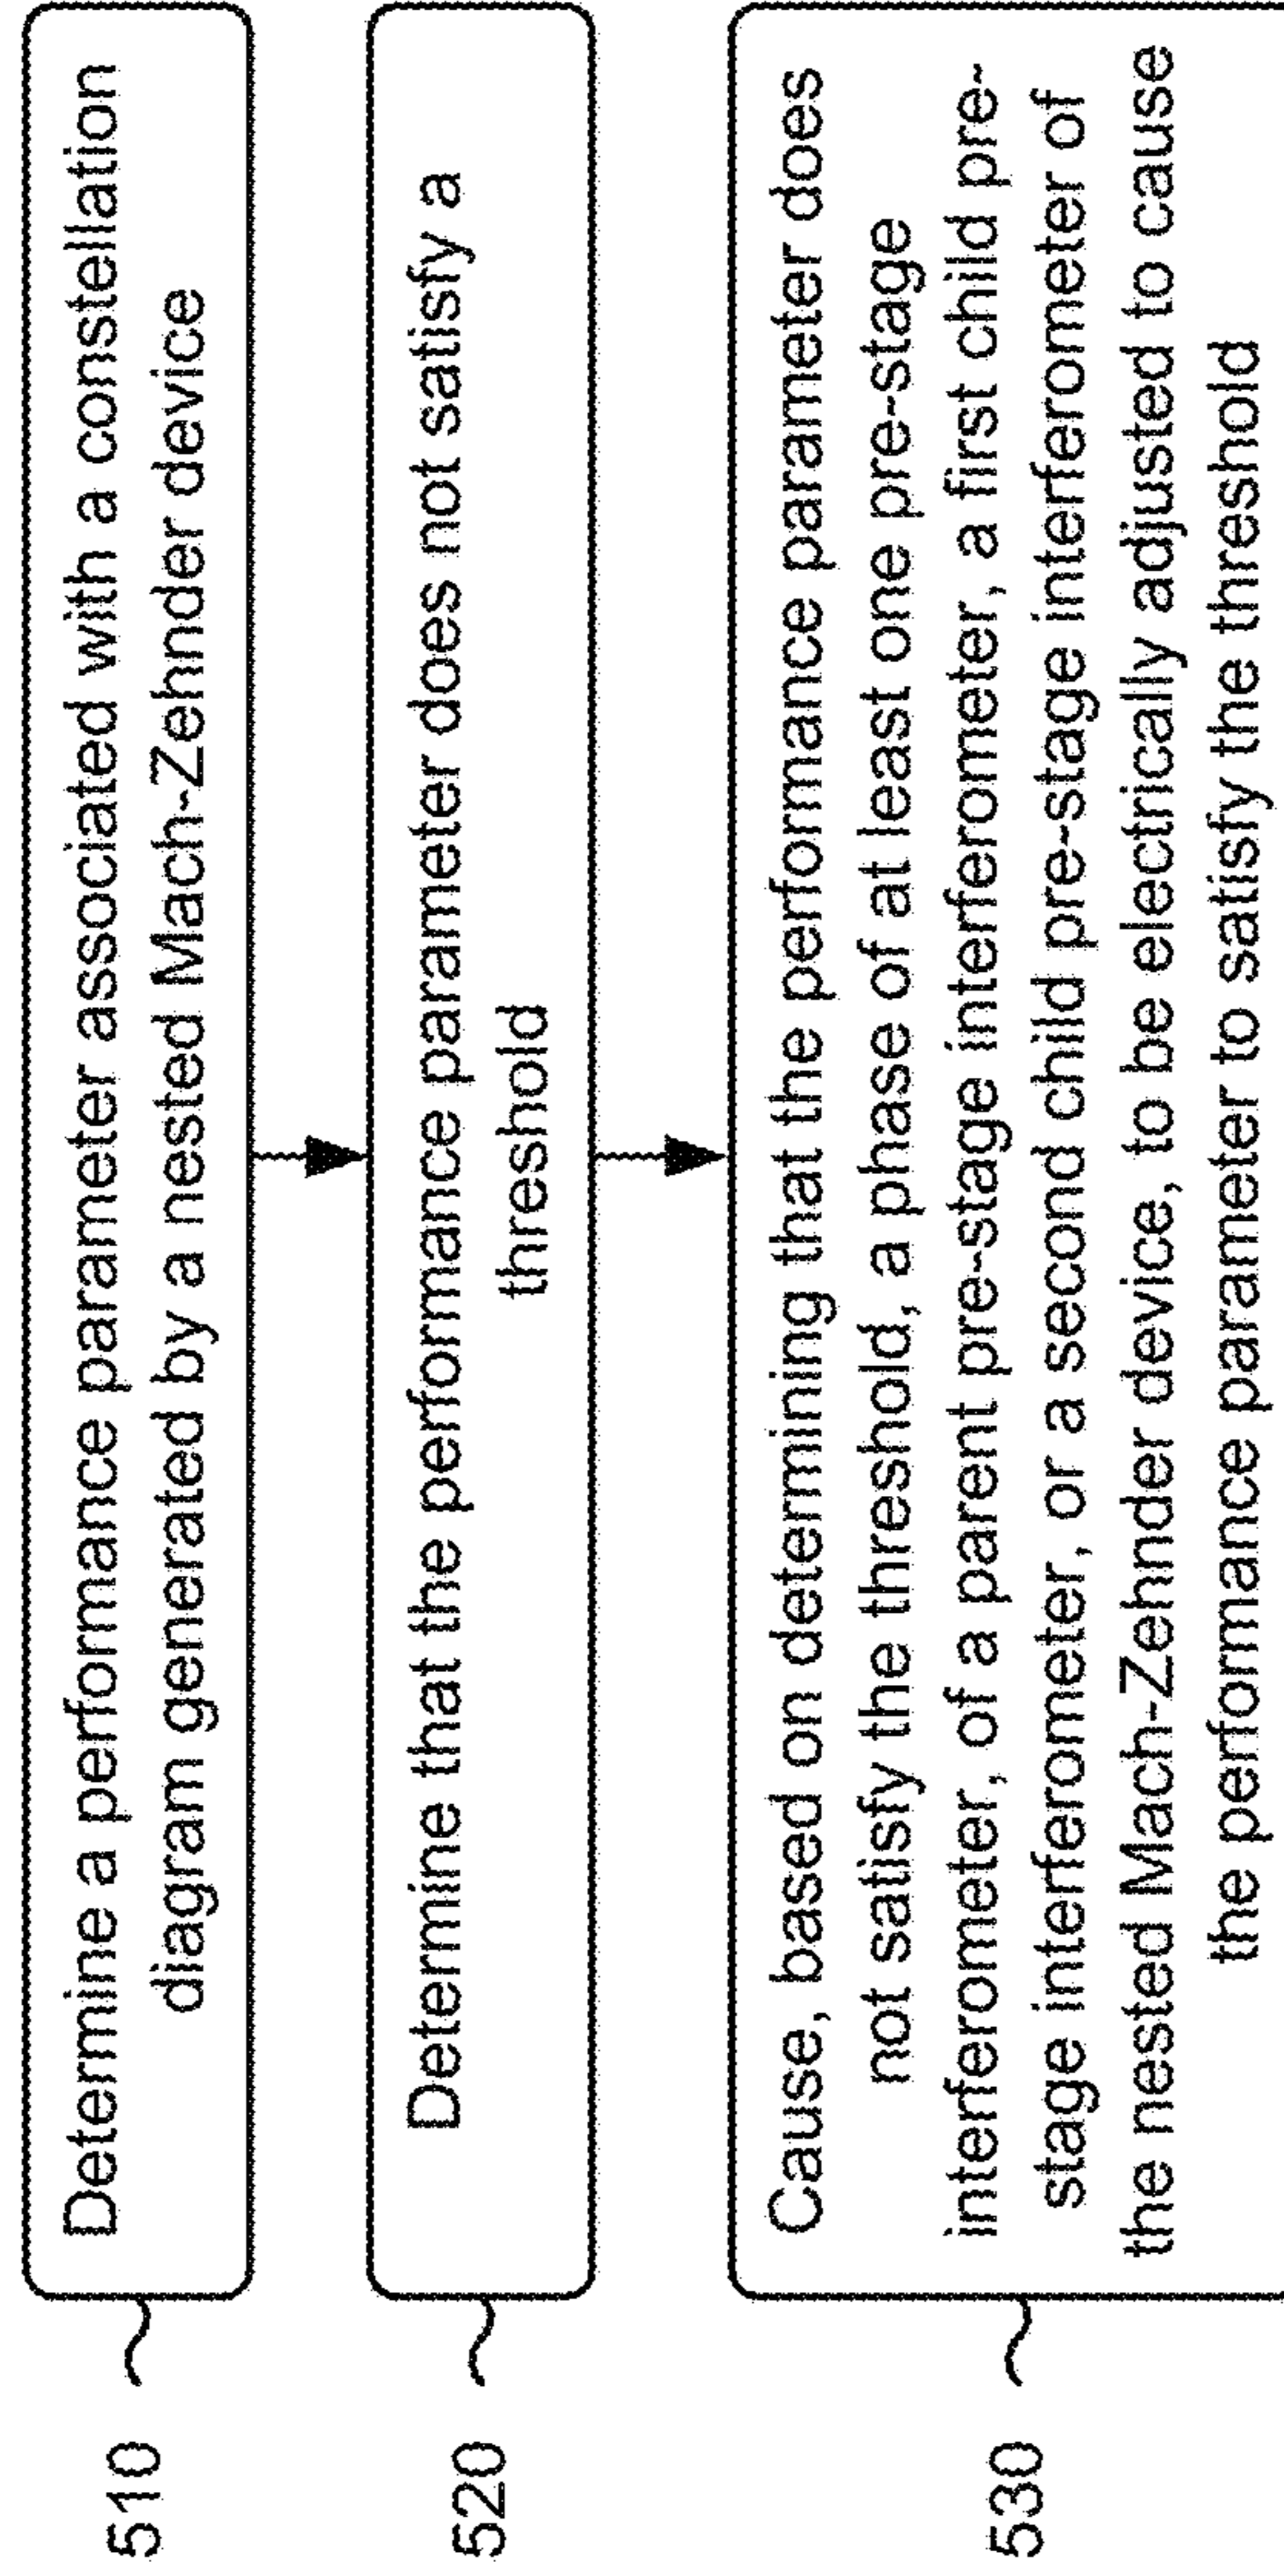 510
Determine a performance parameter associated with a constellation
diagram generated by a nested Mach-Zehnder device
520
Determine that the performance parameter does not satisfy a
threshold
530
Cause, based on determining that the performance parameter does
not satisfy the threshold, a phase of at least one pre-stage
interferometer, of a parent pre-stage interferometer, a first child pre-
stage interferometer, or a second child pre-stage interferometer of
the nested Mach-Zehnder device, to be electrically adjusted to cause
the performance parameter to satisfy the threshold